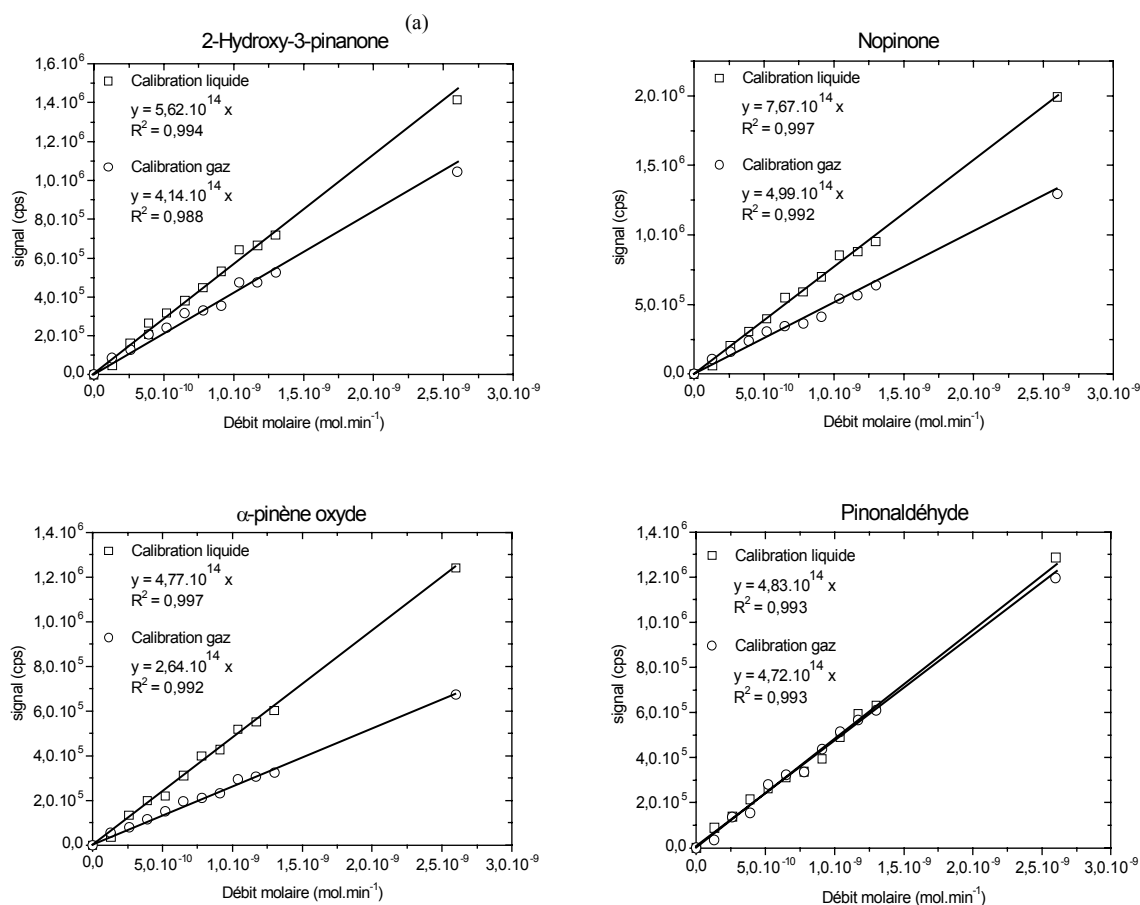 (a)
2-Hydroxy-3-pinanone
Calibration liquide
y = 5,62.10^14 x
R^2 = 0,994
Calibration gaz
y = 4,14.10^14 x
R^2 = 0,988
signal (cps)
1,6.10^6
1,4.10^6
1,2.10^6
1,0.10^6
8,0.10^5
6,0.10^5
4,0.10^5
2,0.10^5
0,0
0,0 5,0.10^-10 1,0.10^-9 1,5.10^-9 2,0.10^-9 2,5.10^-9 3,0.10^-9
Débit molaire (mol.min^-1)
Nopinone
Calibration liquide
y = 7,67.10^14 x
R^2 = 0,997
Calibration gaz
y = 4,99.10^14 x
R^2 = 0,992
signal (cps)
2,0.10^6
1,5.10^6
1,0.10^6
5,0.10^5
0,0
0,0 5,0.10^-10 1,0.10^-9 1,5.10^-9 2,0.10^-9 2,5.10^-9 3,0.10^-9
Débit molaire (mol.min^-1)
α-pinène oxyde
Calibration liquide
y = 4,77.10^14 x
R^2 = 0,997
Calibration gaz
y = 2,64.10^14 x
R^2 = 0,992
signal (cps)
1,4.10^6
1,2.10^6
1,0.10^6
8,0.10^5
6,0.10^5
4,0.10^5
2,0.10^5
0,0
0,0 5,0.10^-10 1,0.10^-9 1,5.10^-9 2,0.10^-9 2,5.10^-9 3,0.10^-9
Débit molaire (mol.min^-1)
Pinonaldéhyde
Calibration liquide
y = 4,83.10^14 x
R^2 = 0,993
Calibration gaz
y = 4,72.10^14 x
R^2 = 0,993
signal (cps)
1,4.10^6
1,2.10^6
1,0.10^6
8,0.10^5
6,0.10^5
4,0.10^5
2,0.10^5
0,0
0,0 5,0.10^-10 1,0.10^-9 1,5.10^-9 2,0.10^-9 2,5.10^-9 3,0.10^-9
Débit molaire (mol.min^-1)